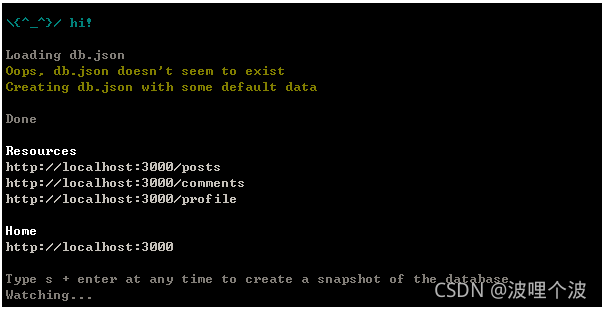 \{^_^}/ hi!
Loading db.json
Oops, db.json doesn't seem to exist
Creating db.json with some default data
Done
Resources
http://localhost:3000/posts
http://localhost:3000/comments
http://localhost:3000/profile
Home
http://localhost:3000
Type s + enter at any time to create a snapshot of the database
Watching...
CSDN @波哩个波